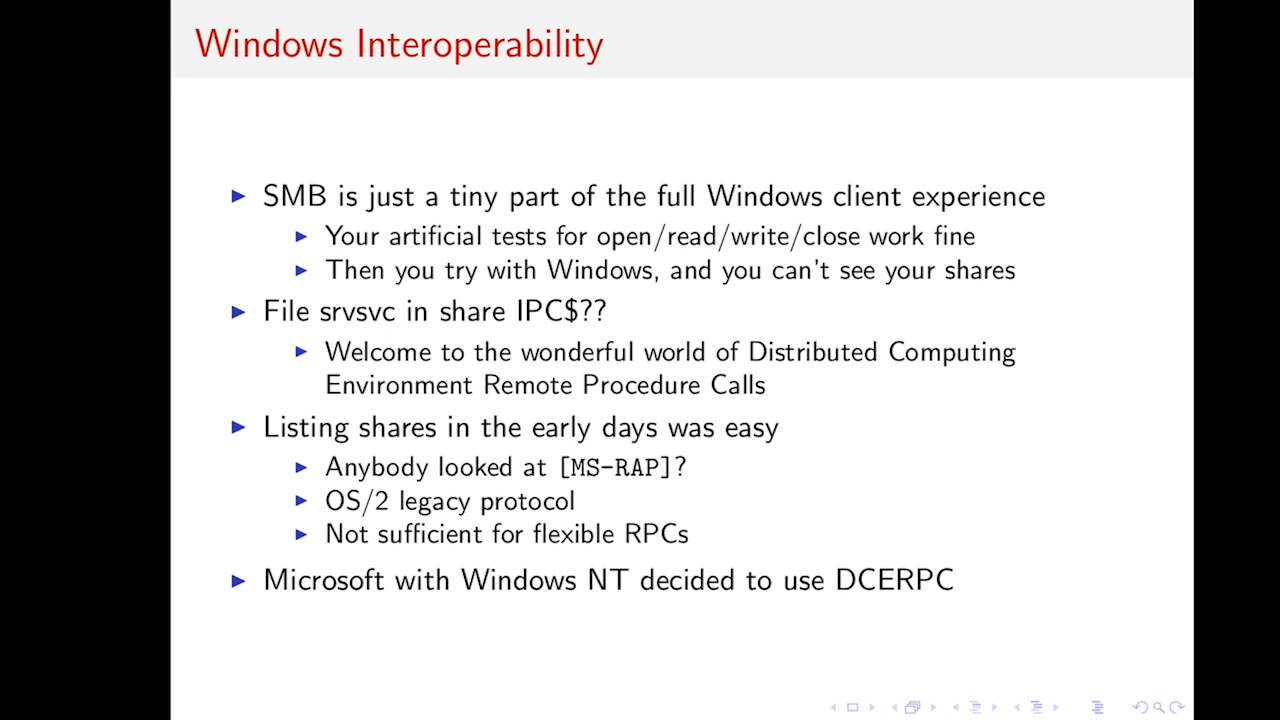 Windows Interoperability
SMB is just a tiny part of the full Windows client experience
Your artificial tests for open/read/write/close work fine
Then you try with Windows, and you can't see your shares
File srvsvc in share IPC$??
Welcome to the wonderful world of Distributed Computing
Environment Remote Procedure Calls
Listing shares in the early days was easy
Anybody looked at [MS-RAP]?
OS/2 legacy protocol
Not sufficient for flexible RPCs
Microsoft with Windows NT decided to use DCERPC